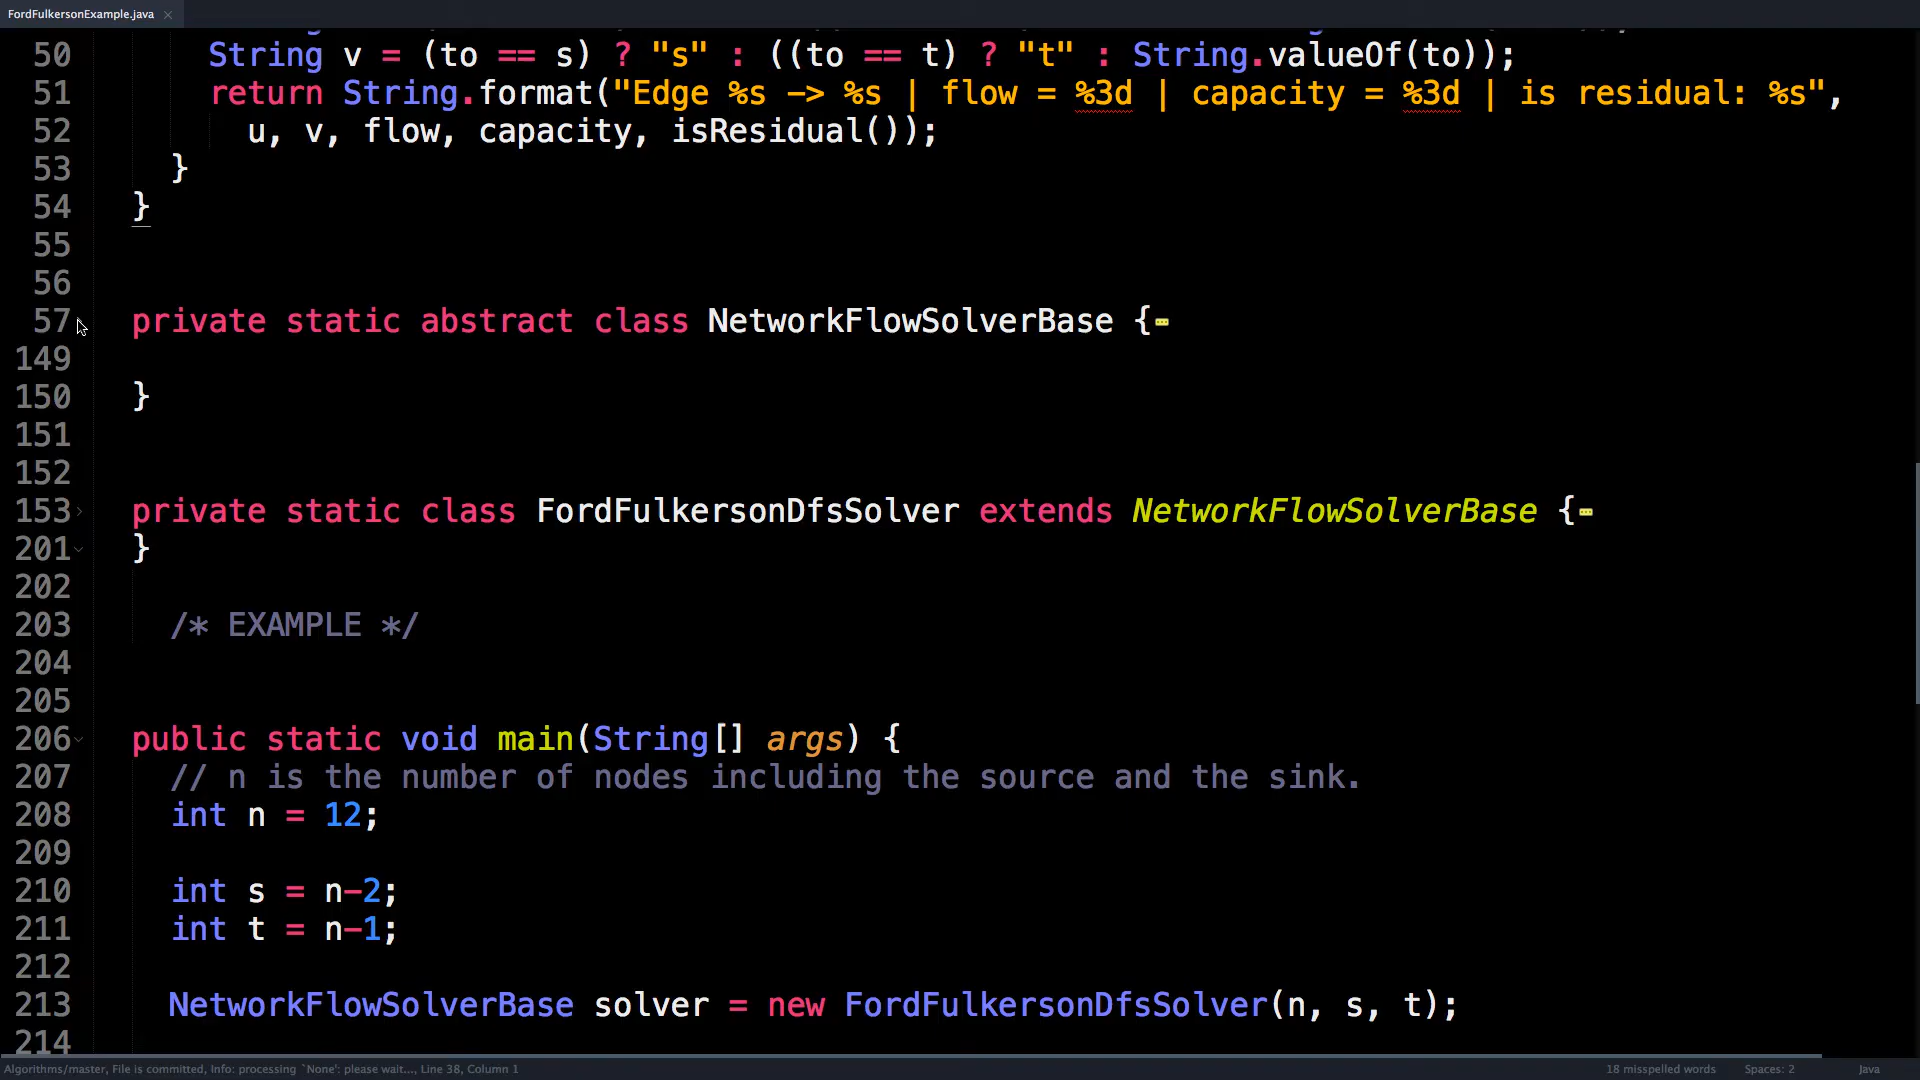 FordFulkersonExample.java ×
50 String v = (to == s) ? "s" : ((to == t) ? "t" : String.valueOf(to));
51 return String.format("Edge %s -> %s | flow = %3d | capacity = %3d | is residual: %s",
52 u, v, flow, capacity, isResidual());
53 }
54 }
55
56
57 private static abstract class NetworkFlowSolverBase {
149
150 }
151
152
153 private static class FordFulkersonDfsSolver extends NetworkFlowSolverBase {
201 }
202
203 /* EXAMPLE */
204
205
206 public static void main(String[] args) {
207 // n is the number of nodes including the source and the sink.
208 int n = 12;
209
210 int s = n-2;
211 int t = n-1;
212
213 NetworkFlowSolverBase solver = new FordFulkersonDfsSolver(n, s, t);
214
Algorithms/master, File is committed, Info: processing `None': please wait..., Line 38, Column 1 18 misspelled words Spaces: 2 Java